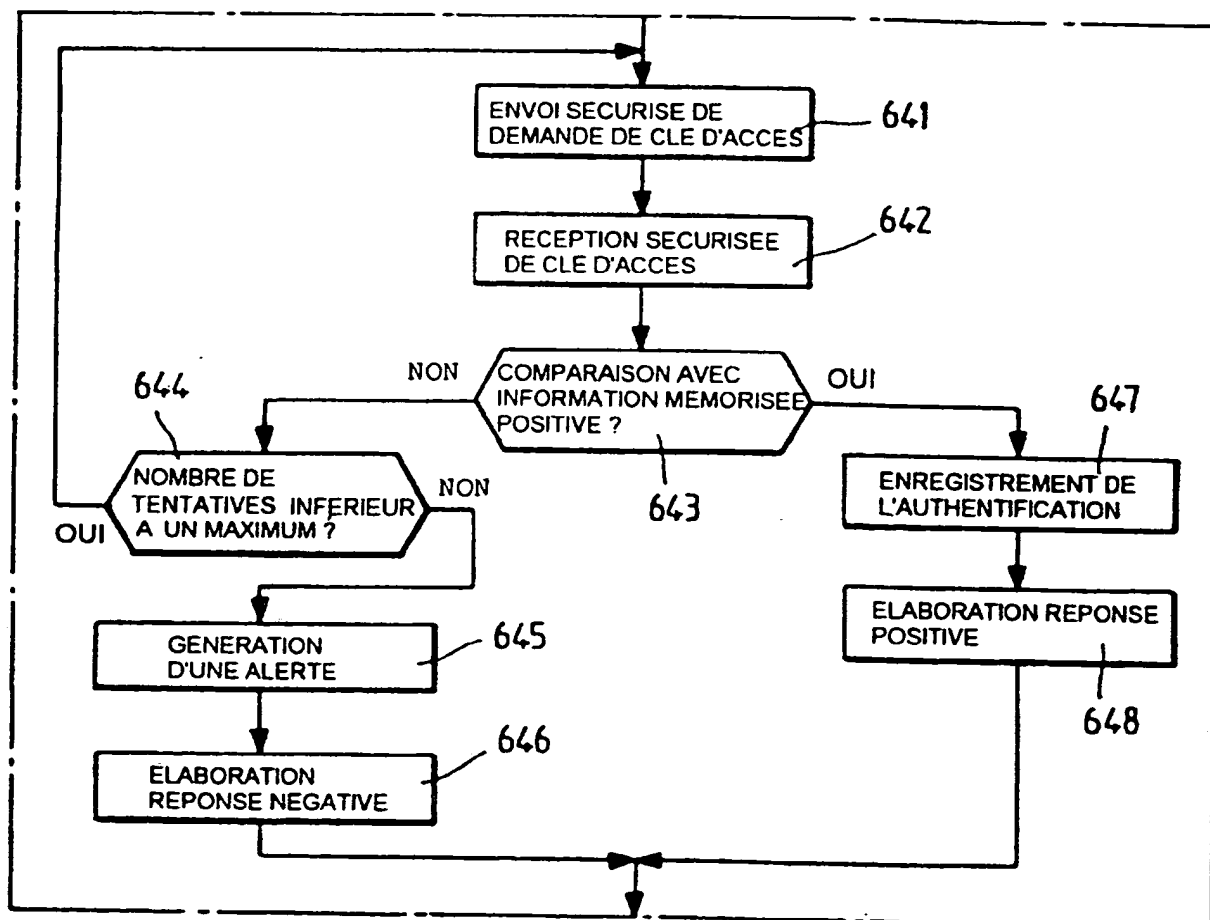 ENVOI SECURISE DE
DEMANDE DE CLE D'ACCES
641
RECEPTION SECURISEE
DE CLE D'ACCES
642
COMPARAISON AVEC
INFORMATION MEMORISEE
POSITIVE ?
643
NON
OUI
644
NOMBRE DE
TENTATIVES INFERIEUR
A UN MAXIMUM ?
OUI
NON
647
ENREGISTREMENT DE
L'AUTHENTIFICATION
GENERATION
D'UNE ALERTE
645
ELABORATION REPONSE
POSITIVE
648
ELABORATION
REPONSE NEGATIVE
646